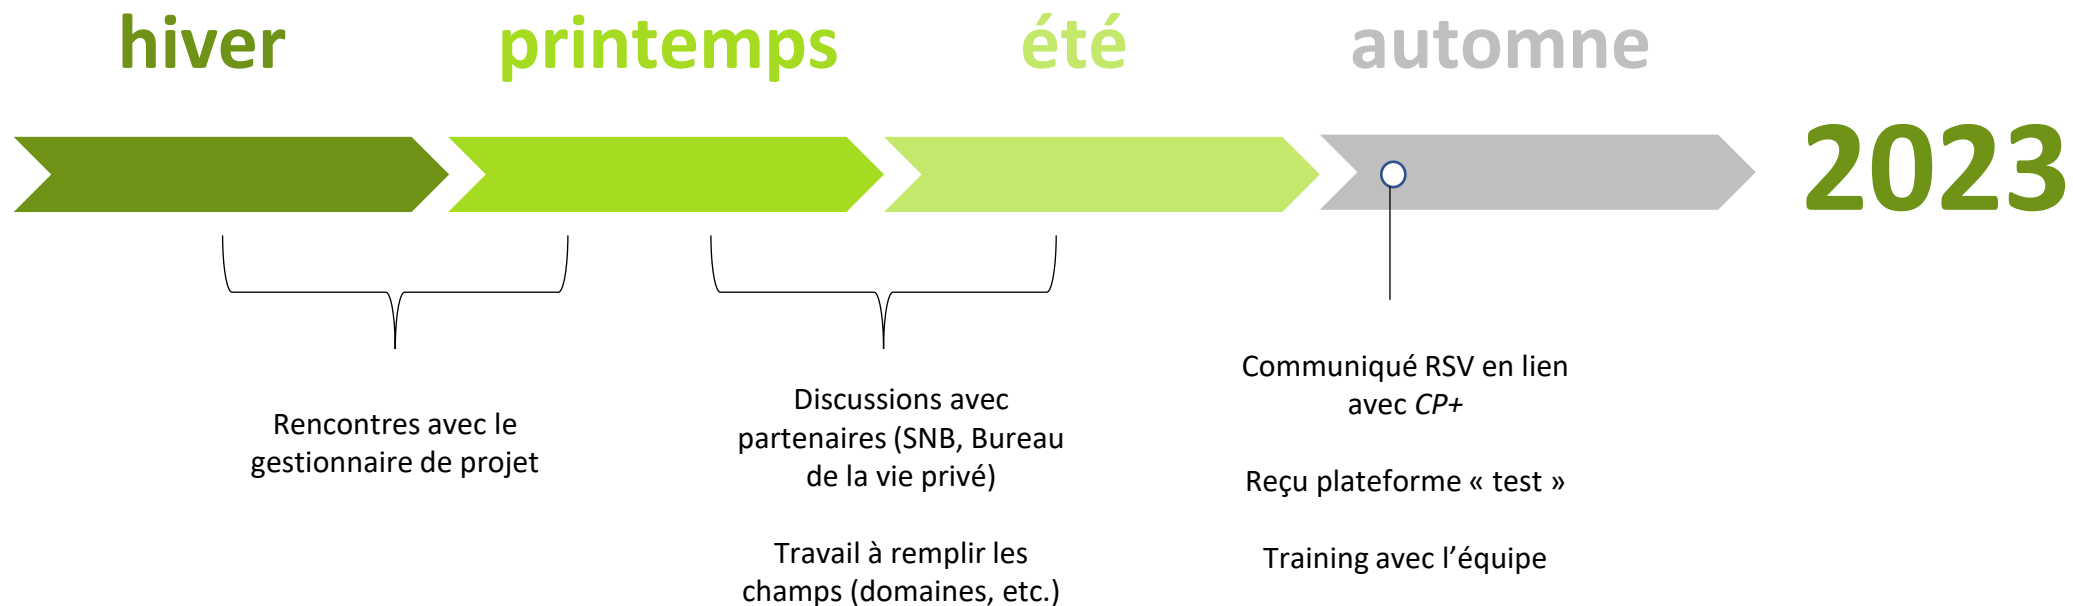 hiver
printemps
été
automne
2023
Rencontres avec le
gestionnaire de projet
Discussions avec
partenaires (SNB, Bureau
de la vie privé)
Travail à remplir les
champs (domaines, etc.)
Communiqué RSV en lien
avec CP+
Reçu plateforme « test »
Training avec l’équipe